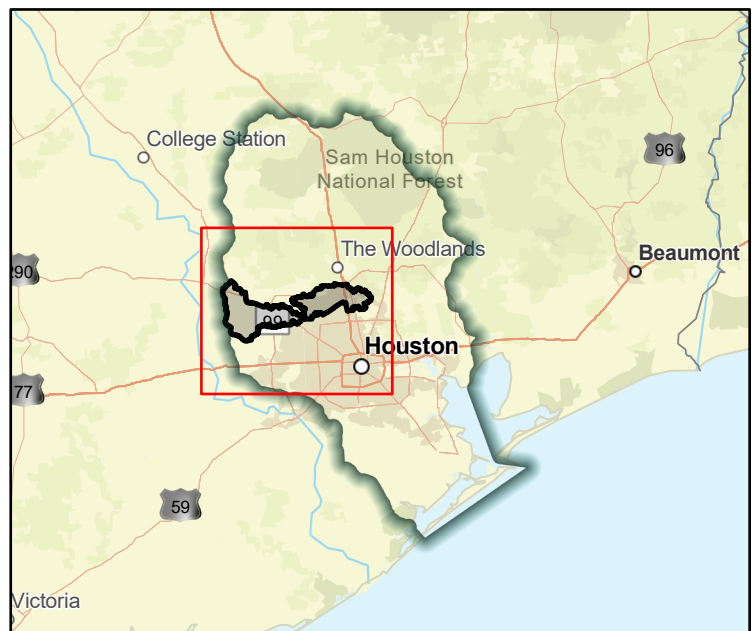 College Station
Sam Houston
National Forest
96
The Woodlands
Beaumont
290
99
Houston
77
59
Victoria